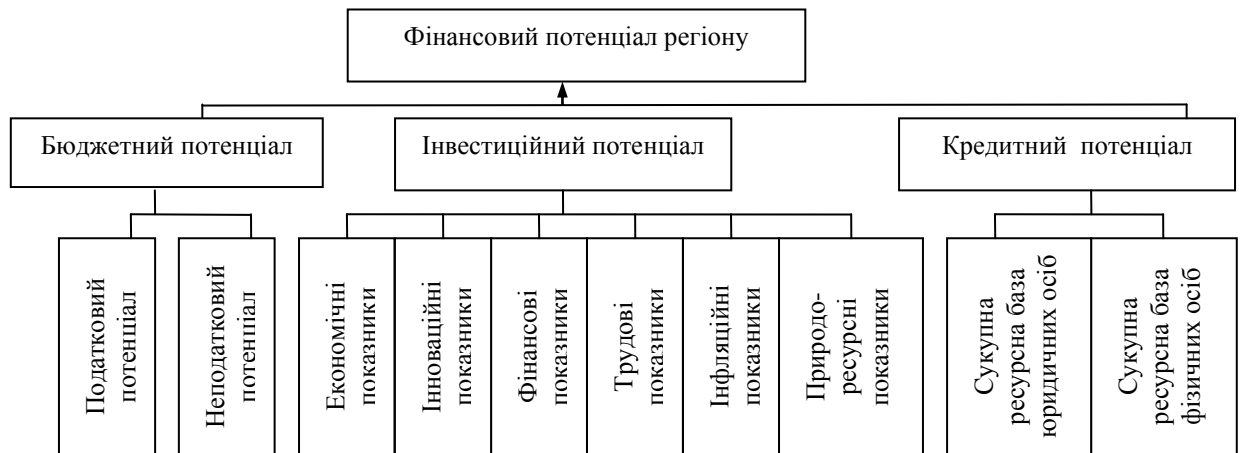 Фінансовий потенціал регіону
Бюджетний потенціал
Інвестиційний потенціал
Кредитний потенціал
Податковий
потенціал
Неподатковий
потенціал
Економічні
показники
Інноваційні
показники
Фінансові
показники
Трудові
показники
Інфляційні
показники
Природо-
ресурсні
показники
Сукупна
ресурсна база
юридичних осіб
Сукупна
ресурсна база
фізичних осіб